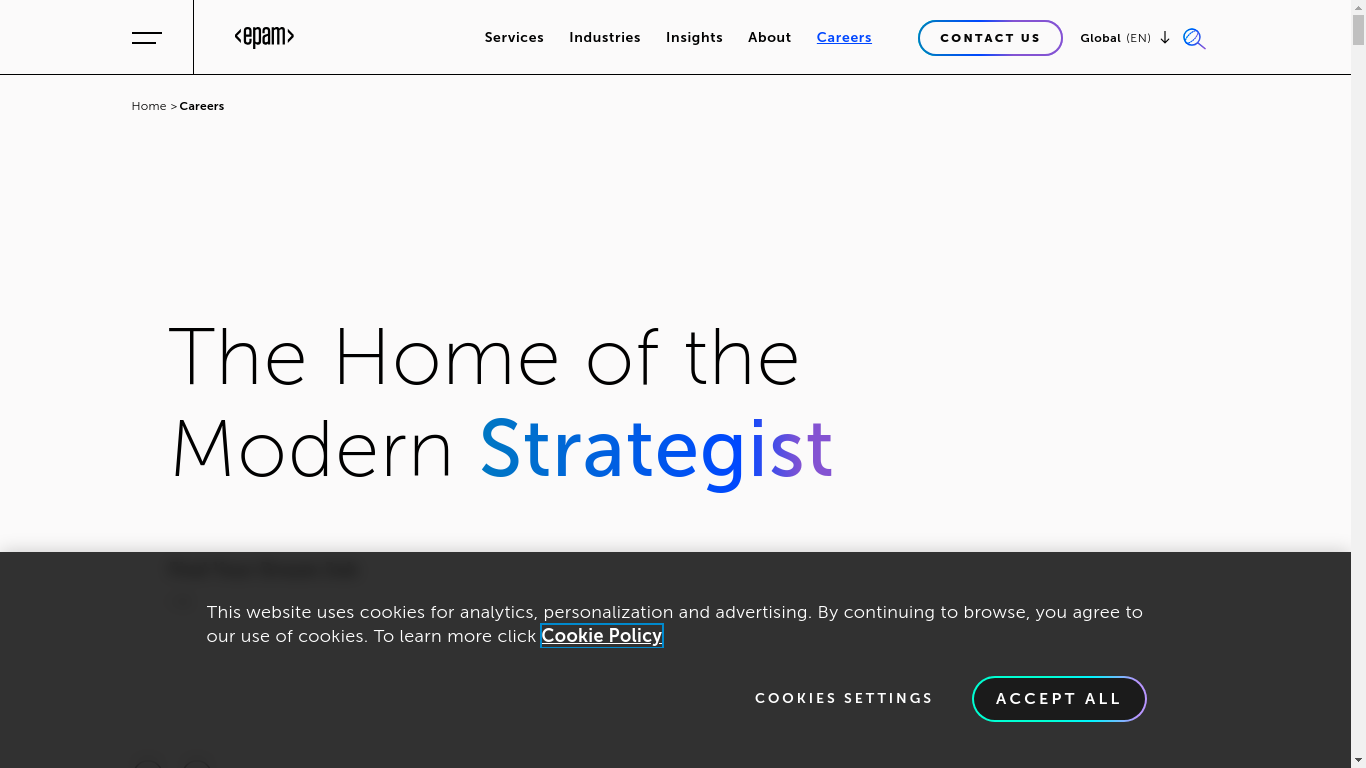 <epam>
Services Industries Insights About Careers
CONTACT US
Global (EN)
Home > Careers
The Home of the
Modern Strategist
This website uses cookies for analytics, personalization and advertising. By continuing to browse, you agree to
our use of cookies. To learn more click Cookie Policy
COOKIES SETTINGS
ACCEPT ALL